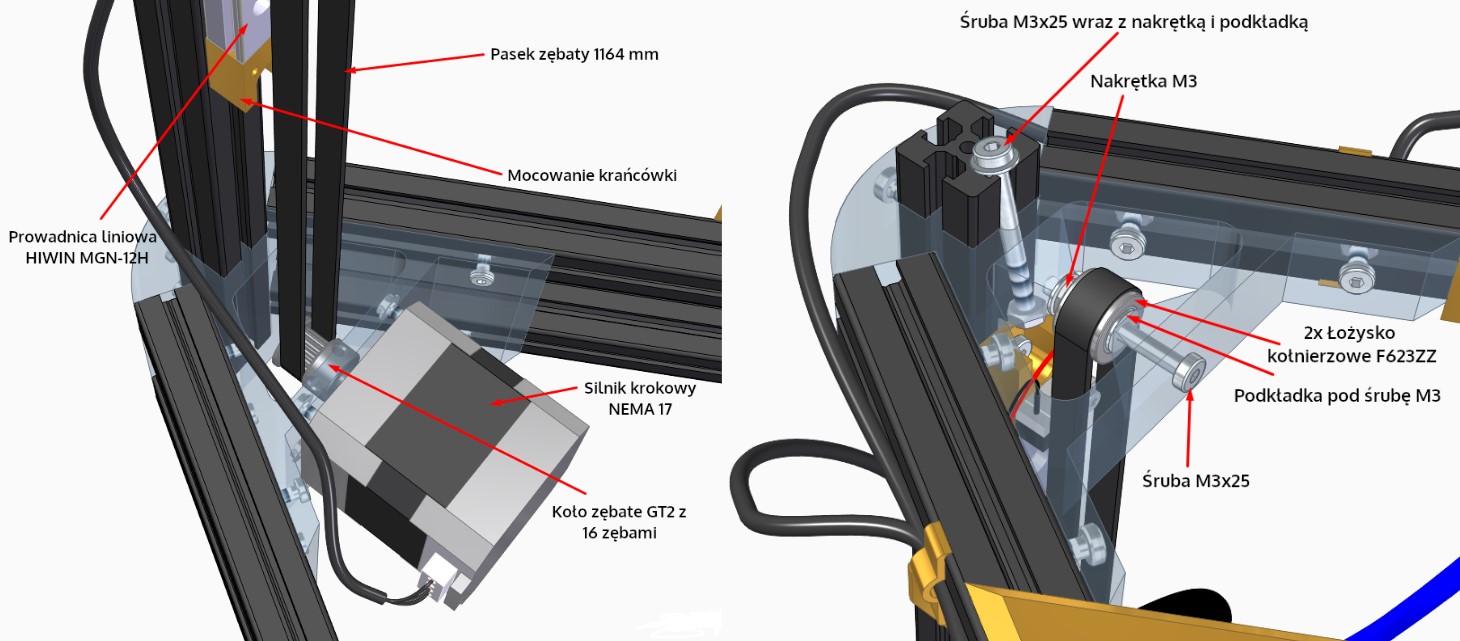 Pasek zębaty 1164 mm
Mocowanie krańcówki
Prowadnica liniowa
HIWIN MGN-12H
Silnik krokowy
NEMA 17
Koło zębate GT2 z
16 zębami
Śruba M3x25 wraz z nakrętką i podkładką
Nakrętka M3
2x Łożysko
kołnierzowe F623ZZ
Podkładka pod śrubę M3
Śruba M3x25